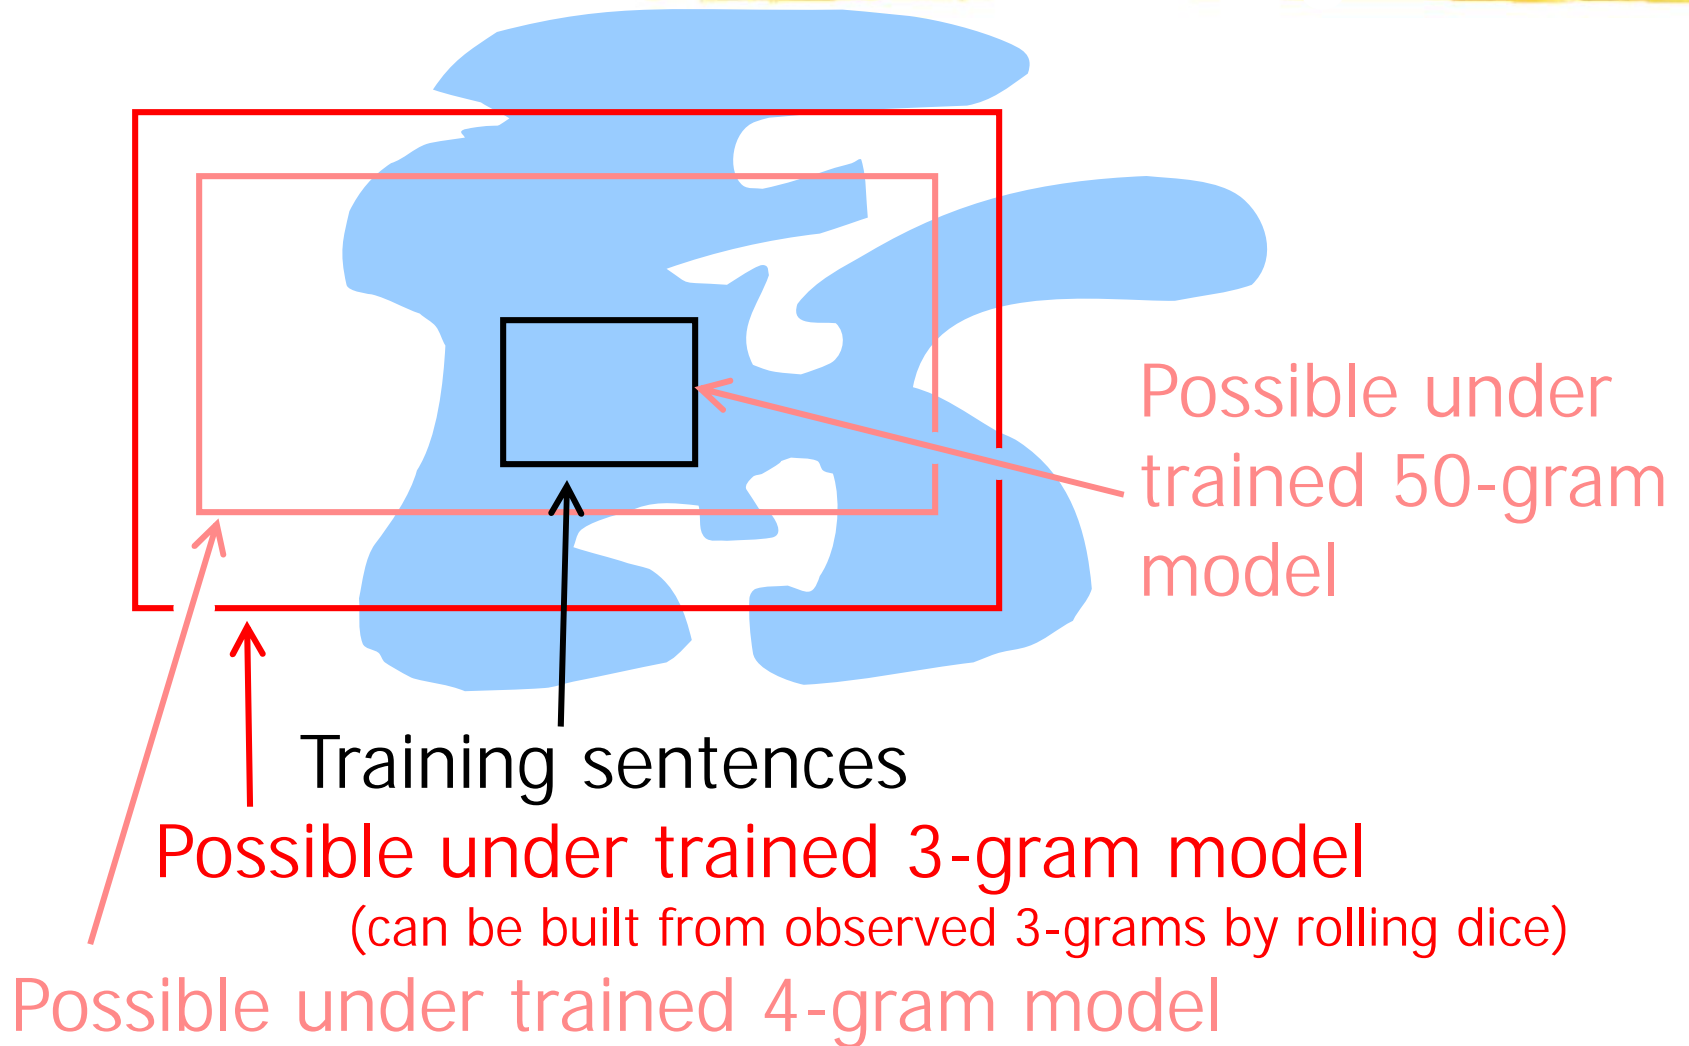 Possible under
trained 50-gram
model
Training sentences
Possible under trained 3-gram model
(can be built from observed 3-grams by rolling dice)
Possible under trained 4-gram model